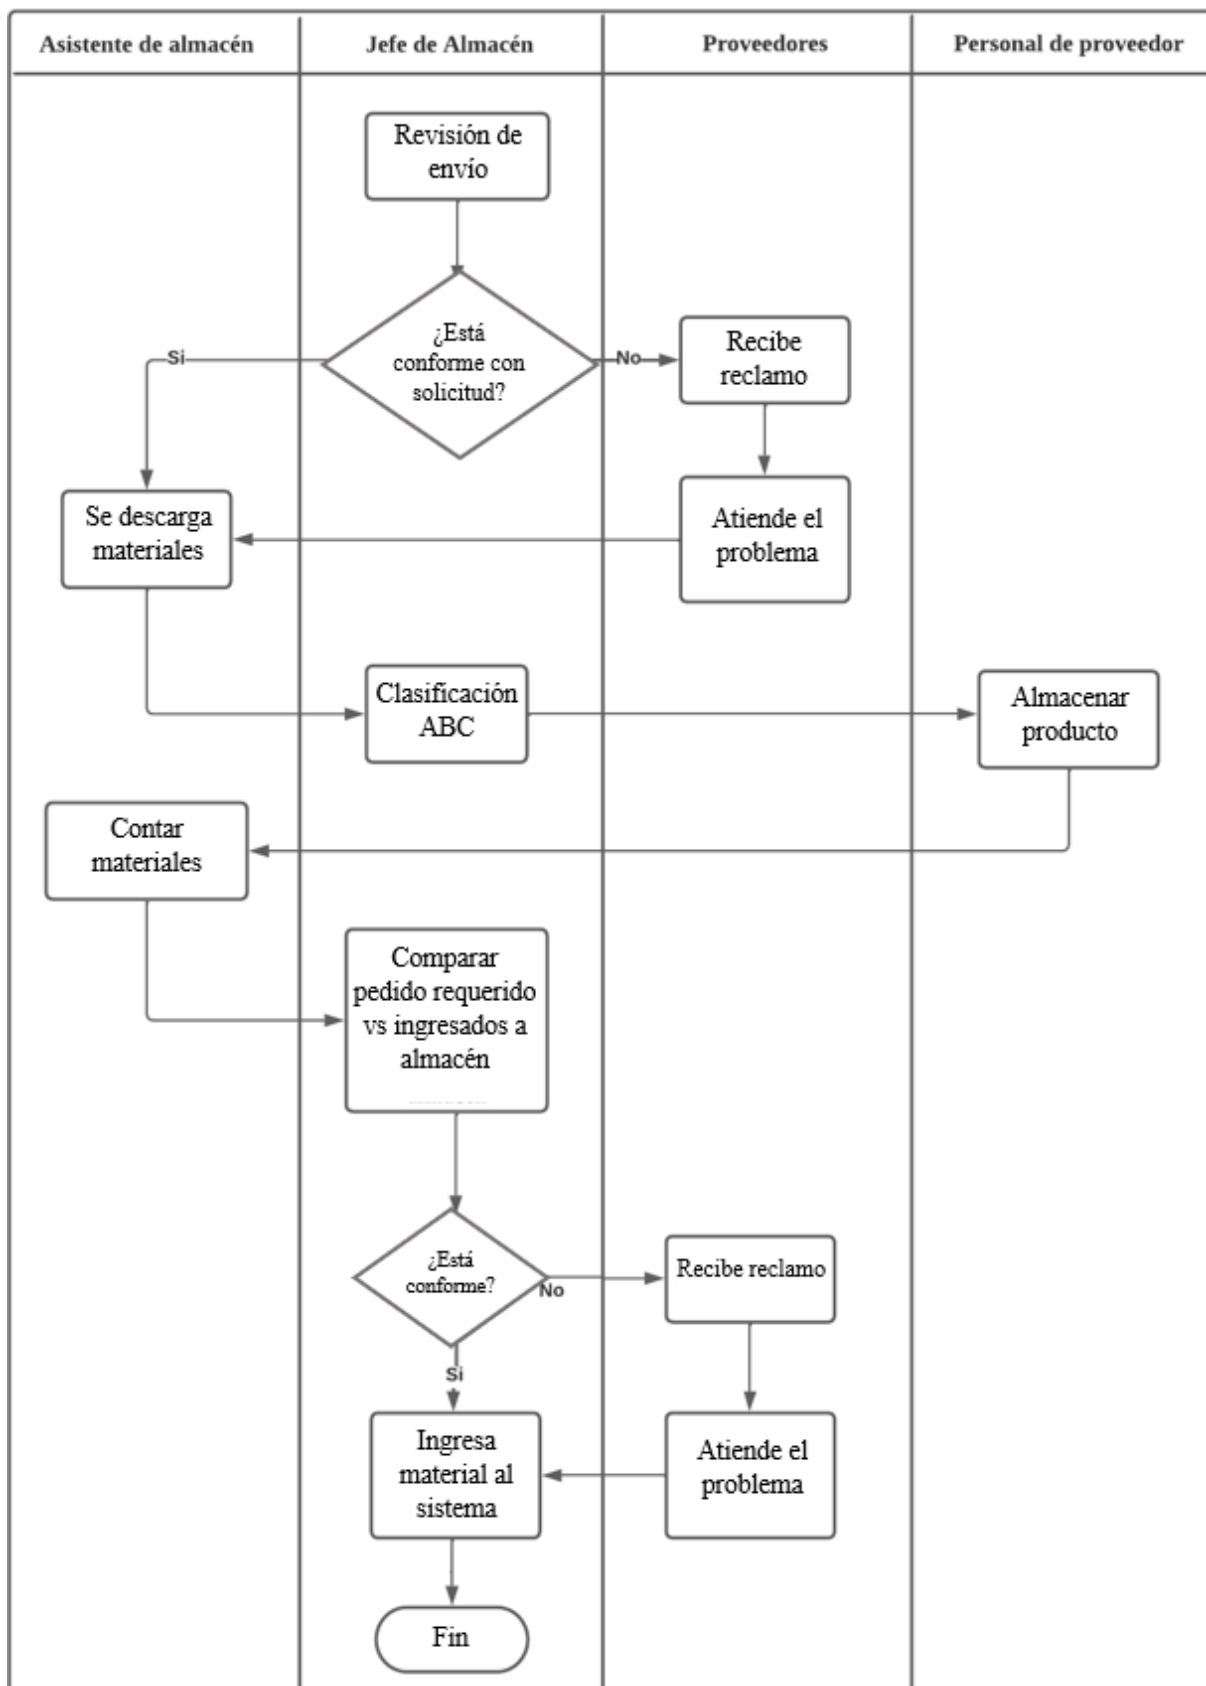 Asistente de almacén
Jefe de Almacén
Proveedores
Personal de proveedor
Revisión de
envío
¿Está
conforme con
solicitud?
Si
No
Recibe
reclamo
Se descarga
materiales
Atiende el
problema
Clasificación
ABC
Almacenar
producto
Contar
materiales
Comparar
pedido requerido
vs ingresados a
almacén
¿Está
conforme?
No
Recibe reclamo
Si
Ingresa
material al
sistema
Atiende el
problema
Fin